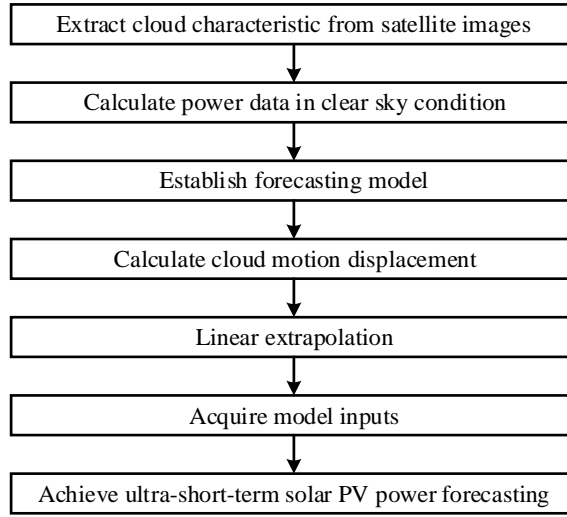 Extract cloud characteristic from satellite images
Calculate power data in clear sky condition
Establish forecasting model
Calculate cloud motion displacement
Linear extrapolation
Acquire model inputs
Achieve ultra-short-term solar PV power forecasting